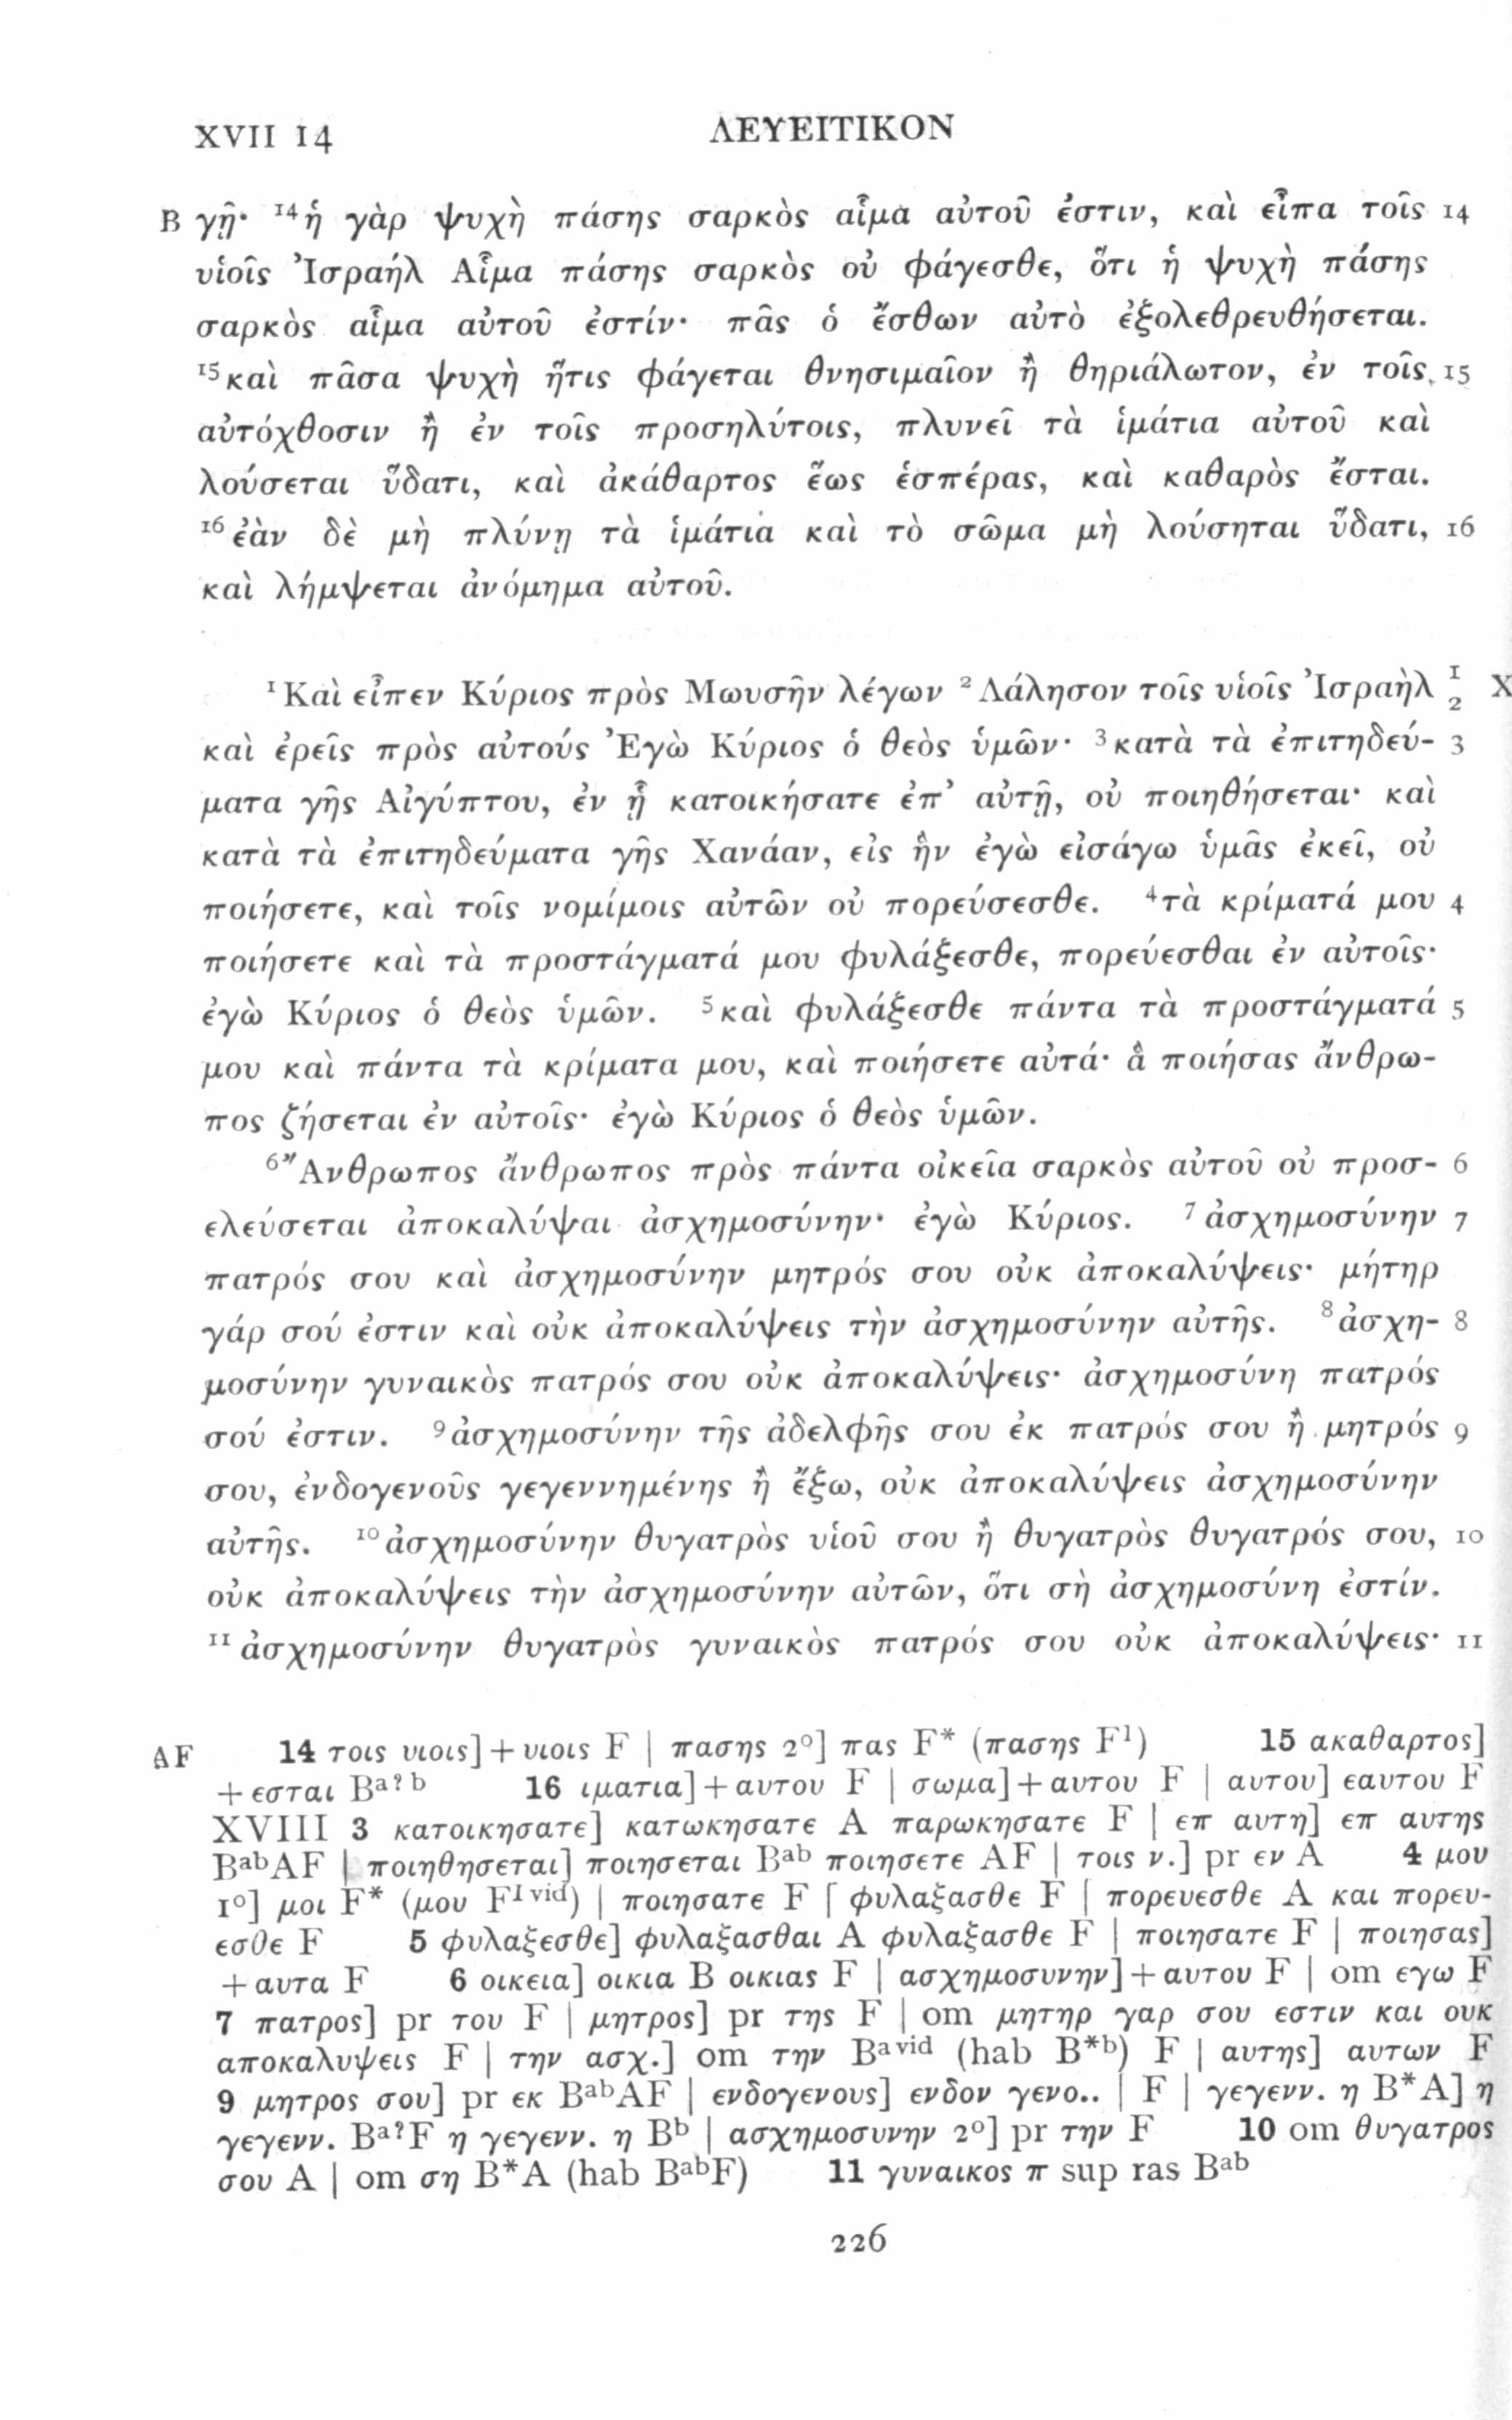 XVII 14 ΛΕΥΕΙΤΙΚΟΝ
B γῇ· ¹⁴ἡ γὰρ ψυχὴ πάσης σαρκὸς αἷμα αὐτοῦ ἐστιν, καὶ εἶπα τοῖς 14
υἱοῖς Ἰσραήλ Αἷμα πάσης σαρκὸς οὐ φάγεσθε, ὅτι ἡ ψυχὴ πάσης
σαρκὸς αἷμα αὐτοῦ ἐστίν· πᾶς ὁ ἔσθων αὐτὸ ἐξολεθρευθήσεται.
¹⁵καὶ πᾶσα ψυχὴ ἥτις φάγεται θνησιμαῖον ἢ θηριάλωτον, ἐν τοῖς 15
αὐτόχθοσιν ἢ ἐν τοῖς προσηλύτοις, πλυνεῖ τὰ ἱμάτια αὐτοῦ καὶ
λούσεται ὕδατι, καὶ ἀκάθαρτος ἕως ἑσπέρας, καὶ καθαρὸς ἔσται.
¹⁶ἐὰν δὲ μὴ πλύνῃ τὰ ἱμάτια καὶ τὸ σῶμα μὴ λούσηται ὕδατι, 16
καὶ λήμψεται ἀνόμημα αὐτοῦ.
¹Καὶ εἶπεν Κύριος πρὸς Μωυσῆν λέγων ²Λάλησον τοῖς υἱοῖς Ἰσραὴλ 1 2 X
καὶ ἐρεῖς πρὸς αὐτούς Ἐγὼ Κύριος ὁ θεὸς ὑμῶν· ³κατὰ τὰ ἐπιτηδεύ- 3
ματα γῆς Αἰγύπτου, ἐν ᾗ κατοικήσατε ἐπ’ αὐτῇ, οὐ ποιηθήσεται· καὶ
κατὰ τὰ ἐπιτηδεύματα γῆς Χανάαν, εἰς ἣν ἐγὼ εἰσάγω ὑμᾶς ἐκεῖ, οὐ
ποιήσετε, καὶ τοῖς νομίμοις αὐτῶν οὐ πορεύσεσθε. ⁴τὰ κρίματά μου 4
ποιήσετε καὶ τὰ προστάγματά μου φυλάξεσθε, πορεύεσθαι ἐν αὐτοῖς·
ἐγὼ Κύριος ὁ θεὸς ὑμῶν. ⁵καὶ φυλάξεσθε πάντα τὰ προστάγματά 5
μου καὶ πάντα τὰ κρίματα μου, καὶ ποιήσετε αὐτά· ἃ ποιήσας ἄνθρω-
πος ζήσεται ἐν αὐτοῖς· ἐγὼ Κύριος ὁ θεὸς ὑμῶν.
⁶Ἄνθρωπος ἄνθρωπος πρὸς πάντα οἰκεῖα σαρκὸς αὐτοῦ οὐ προσ- 6
ελεύσεται ἀποκαλύψαι ἀσχημοσύνην· ἐγὼ Κύριος. ⁷ἀσχημοσύνην 7
πατρός σου καὶ ἀσχημοσύνην μητρός σου οὐκ ἀποκαλύψεις· μήτηρ
γάρ σού ἐστιν καὶ οὐκ ἀποκαλύψεις τὴν ἀσχημοσύνην αὐτῆς. ⁸ἀσχη- 8
μοσύνην γυναικὸς πατρός σου οὐκ ἀποκαλύψεις· ἀσχημοσύνη πατρός
σού ἐστιν. ⁹ἀσχημοσύνην τῆς ἀδελφῆς σου ἐκ πατρός σου ἢ μητρός 9
σου, ἐνδογενοῦς γεγεννημένης ἢ ἔξω, οὐκ ἀποκαλύψεις ἀσχημοσύνην
αὐτῆς. ¹⁰ἀσχημοσύνην θυγατρὸς υἱοῦ σου ἢ θυγατρὸς θυγατρός σου, 10
οὐκ ἀποκαλύψεις τὴν ἀσχημοσύνην αὐτῶν, ὅτι σὴ ἀσχημοσύνη ἐστίν.
¹¹ἀσχημοσύνην θυγατρὸς γυναικὸς πατρός σου οὐκ ἀποκαλύψεις· 11
AF 14 τοις υιοις] + υιοις F | πασης 2°] πας F* (πασης F¹) 15 ακαθαρτος]
+ εσται Bᵃ?ᵇ 16 ιματια] + αυτου F | σωμα] + αυτου F | αυτου] εαυτου F
XVIII 3 κατοικησατε] κατωκησατε A παρωκησατε F | επ αυτη] επ αυτης
BᵃᵇAF | ποιηθησεται] ποιησεται Bᵃᵇ ποιησετε AF | τοις ν.] pr εν A 4 μου
1°] μοι F* (μου F¹ᵛⁱᵈ) | ποιησατε F | φυλαξασθε F | πορευεσθε A και πορευ-
εσθε F 5 φυλαξεσθε] φυλαξασθαι A φυλαξασθε F | ποιησατε F | ποιησας]
+ αυτα F 6 οικεια] οικια B οικιας F | ασχημοσυνην] + αυτου F | om εγω F
7 πατρος] pr του F | μητρος] pr της F | om μητηρ γαρ σου εστιν και ουκ
αποκαλυψεις F | την ασχ.] om την Bᵃᵛⁱᵈ (hab B*ᵇ) F | αυτης] αυτων F
9 μητρος σου] pr εκ BᵃᵇAF | ενδογενους] ενδον γενο.. | F | γεγενν. η B*A] η
γεγενν. Bᵃ?F η γεγενν. η Bᵇ | ασχημοσυνην 2°] pr την F 10 om θυγατρος
σου A | om ση B*A (hab BᵃᵇF) 11 γυναικος π sup ras Bᵃᵇ
226